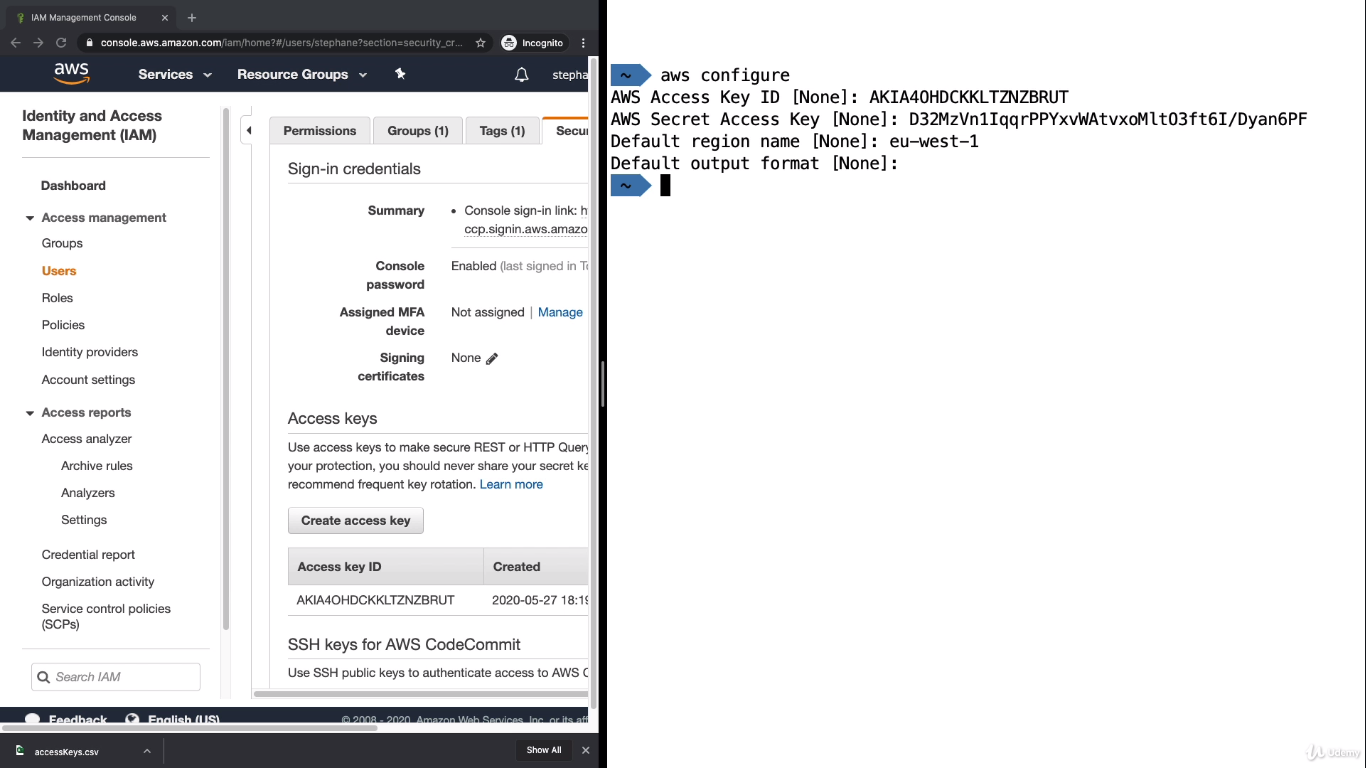 IAM Management Console
console.aws.amazon.com/iam/home?#/users/stephane?section=security_cr...
Incognito
aws
Services
Resource Groups
stepha
Identity and Access
Management (IAM)
Dashboard
Access management
Groups
Users
Roles
Policies
Identity providers
Account settings
Access reports
Access analyzer
Archive rules
Analyzers
Settings
Credential report
Organization activity
Service control policies
(SCPs)
Search IAM
Permissions
Groups (1)
Tags (1)
Secu
Sign-in credentials
Summary
• Console sign-in link: h
ccp.signin.aws.amazo
Console
password
Enabled (last signed in To
Assigned MFA
device
Not assigned | Manage
Signing
certificates
None
Access keys
Use access keys to make secure REST or HTTP Query
your protection, you should never share your secret ke
recommend frequent key rotation. Learn more
Create access key
Access key ID
Created
AKIA4OHDCKKLTZNZBRUT
2020-05-27 18:19
SSH keys for AWS CodeCommit
Use SSH public keys to authenticate access to AWS C
Feedback
English (US)
© 2008 - 2020, Amazon Web Services, Inc. or its aff
accessKeys.csv
Show All
~ aws configure
AWS Access Key ID [None]: AKIA4OHDCKKLTZNZBRUT
AWS Secret Access Key [None]: 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
Default region name [None]: eu-west-1
Default output format [None]:
~
Udemy